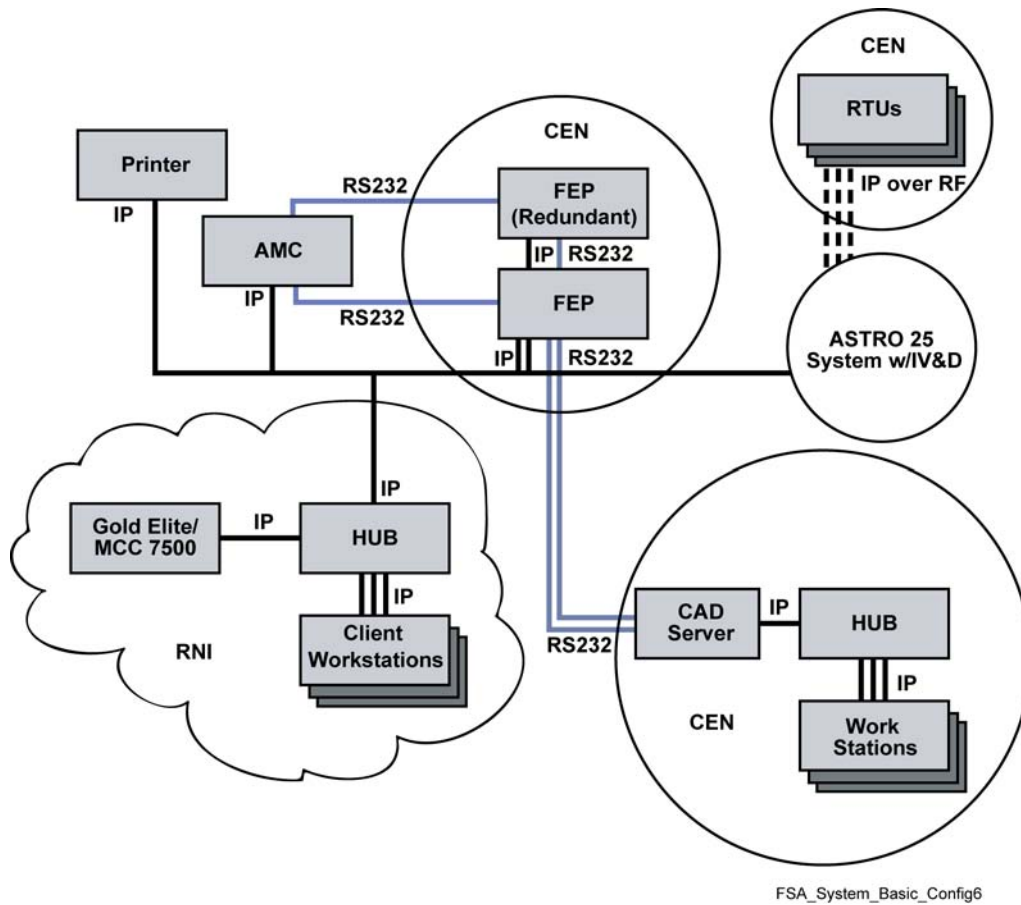 CEN
RTUs
IP over RF
CEN
Printer
IP
RS232
FEP
(Redundant)
AMC
IP
IP
RS232
RS232
FEP
IP
RS232
ASTRO 25
System w/IV&D
IP
Gold Elite/
MCC 7500
IP
HUB
IP
Client
Workstations
RNI
RS232
CAD
Server
IP
HUB
IP
CEN
Work
Stations
FSA_System_Basic_Config6